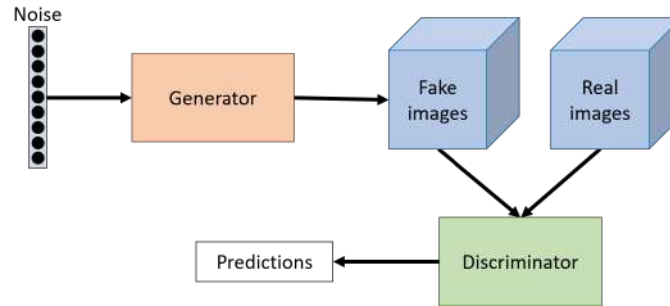 Noise
Generator
Fake
images
Real
images
Predictions
Discriminator